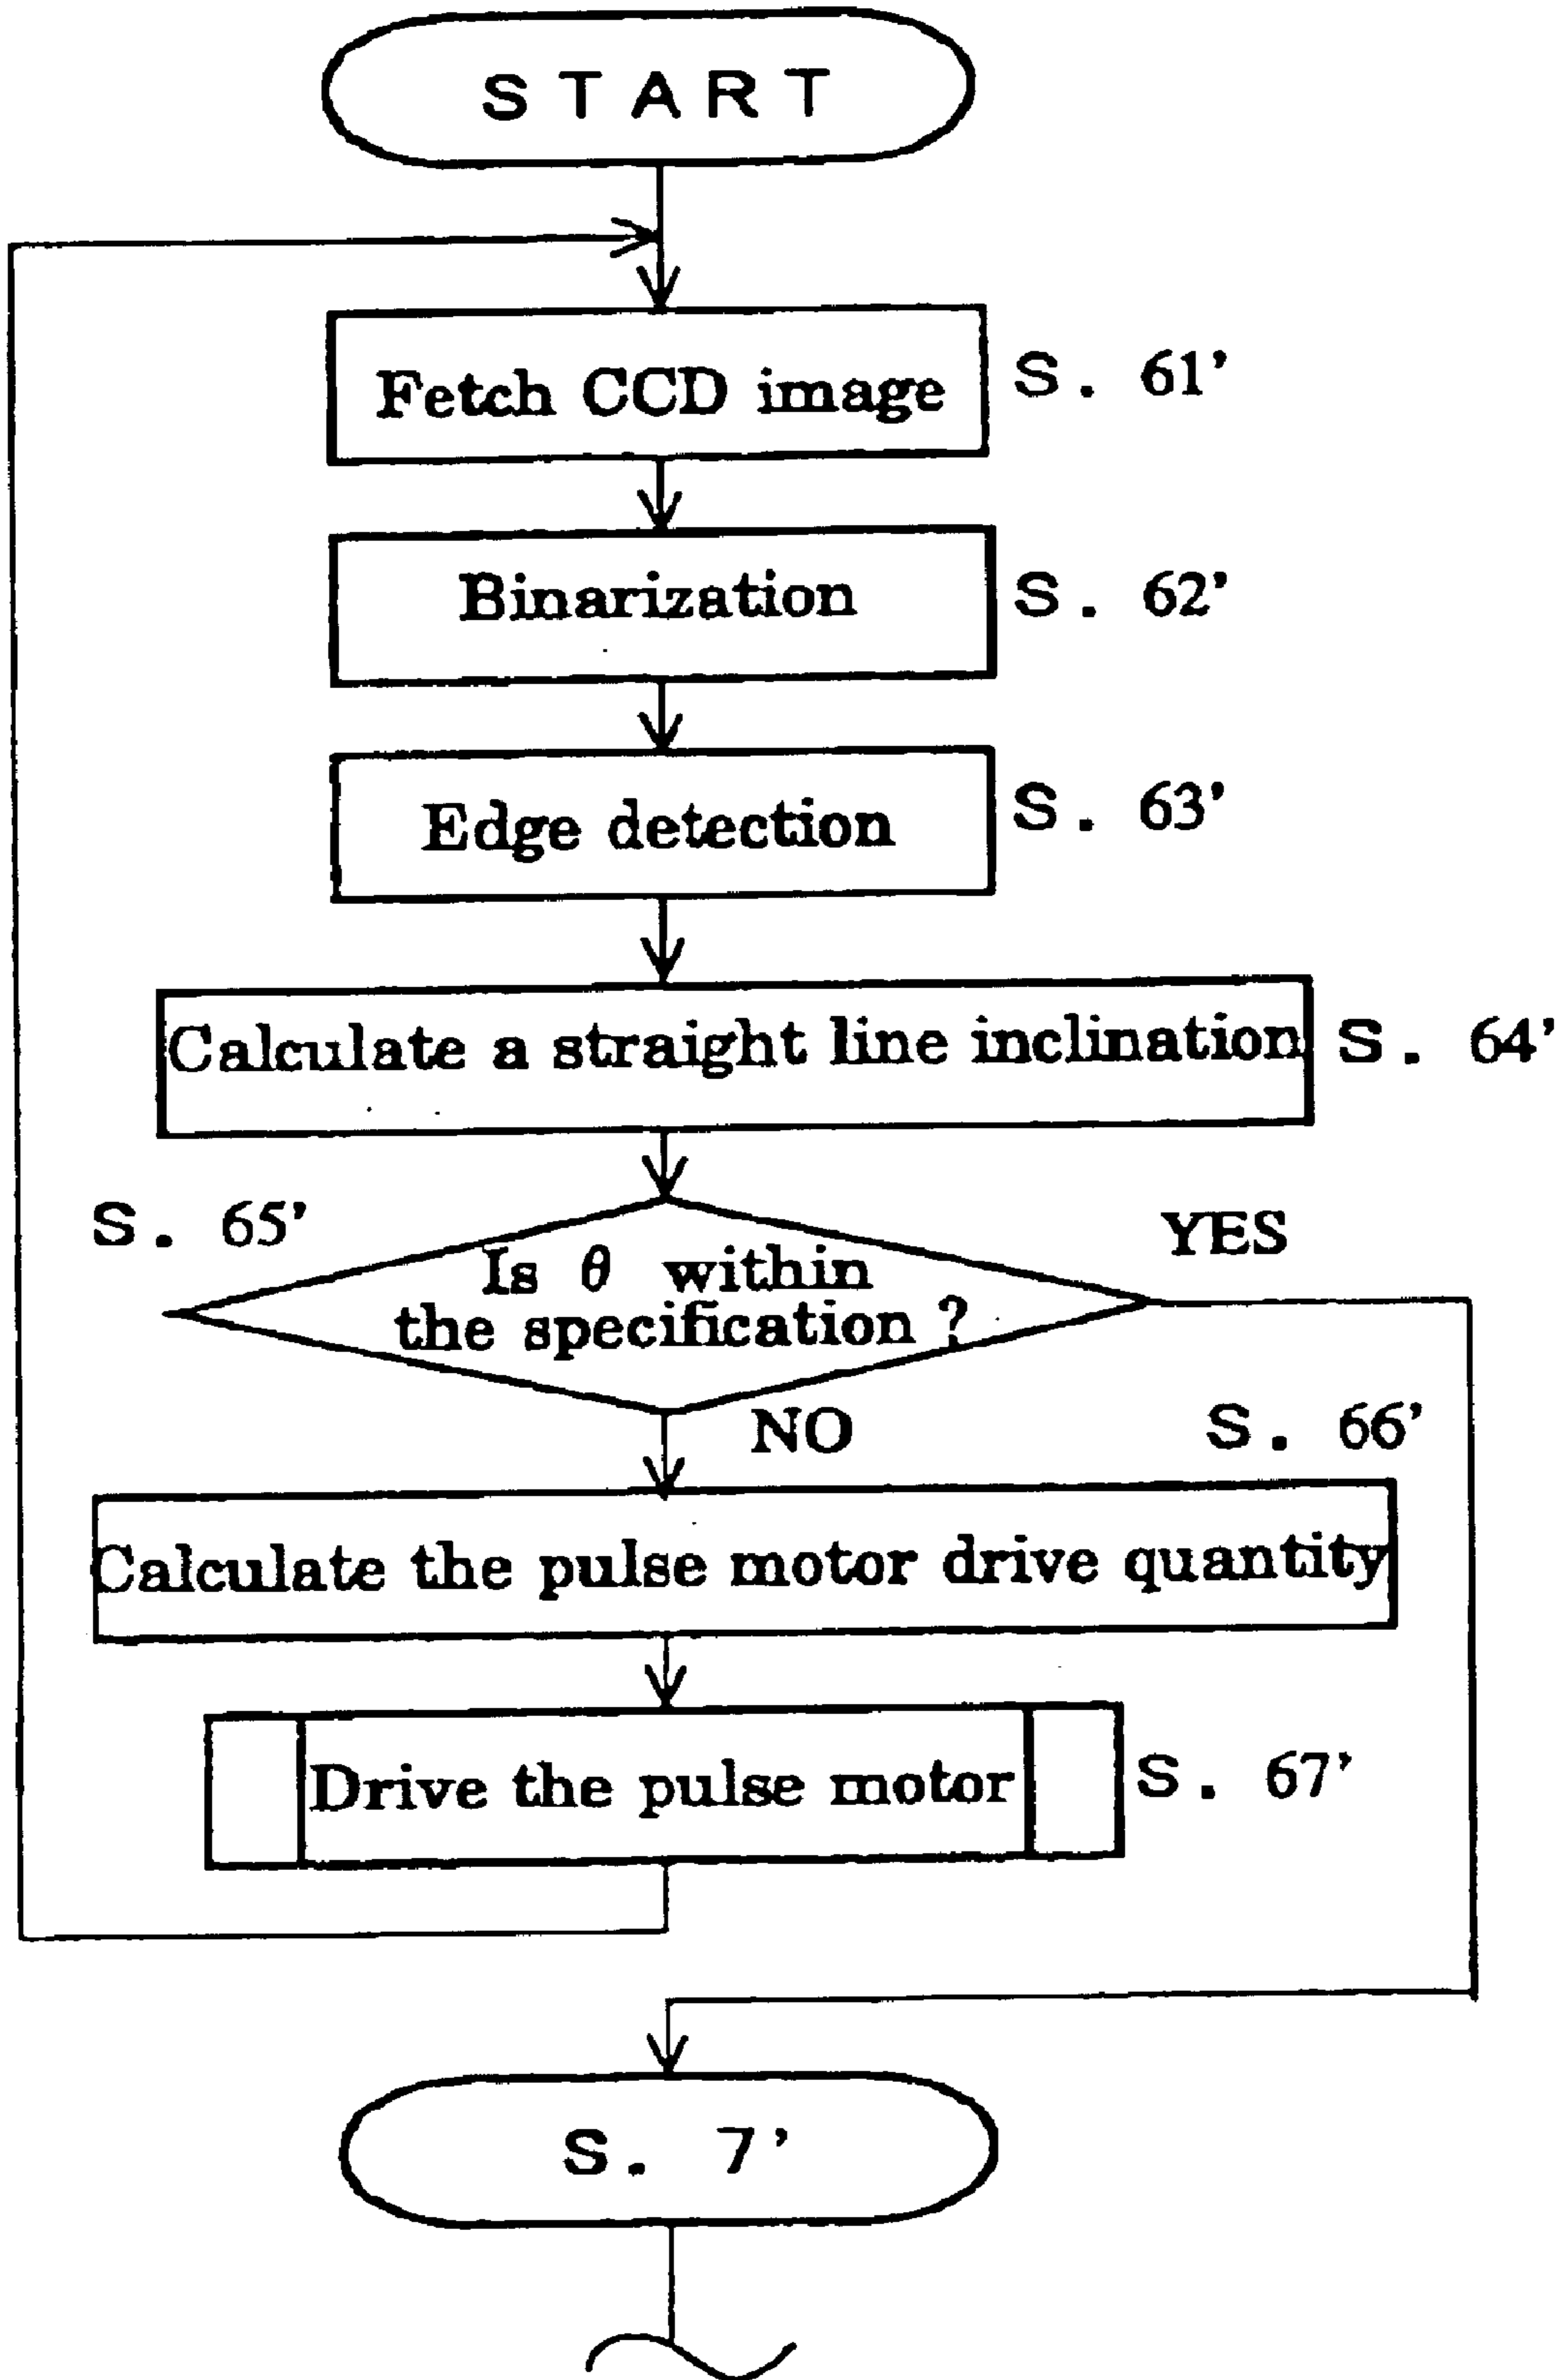 START
Fetch CCD image
S. 61'
Binarization
S. 62'
Edge detection
S. 63'
Calculate a straight line inclination
S. 64'
S. 65'
Is θ within
the specification ?
YES
NO
S. 66'
Calculate the pulse motor drive quantity
Drive the pulse motor
S. 67'
S. 7'